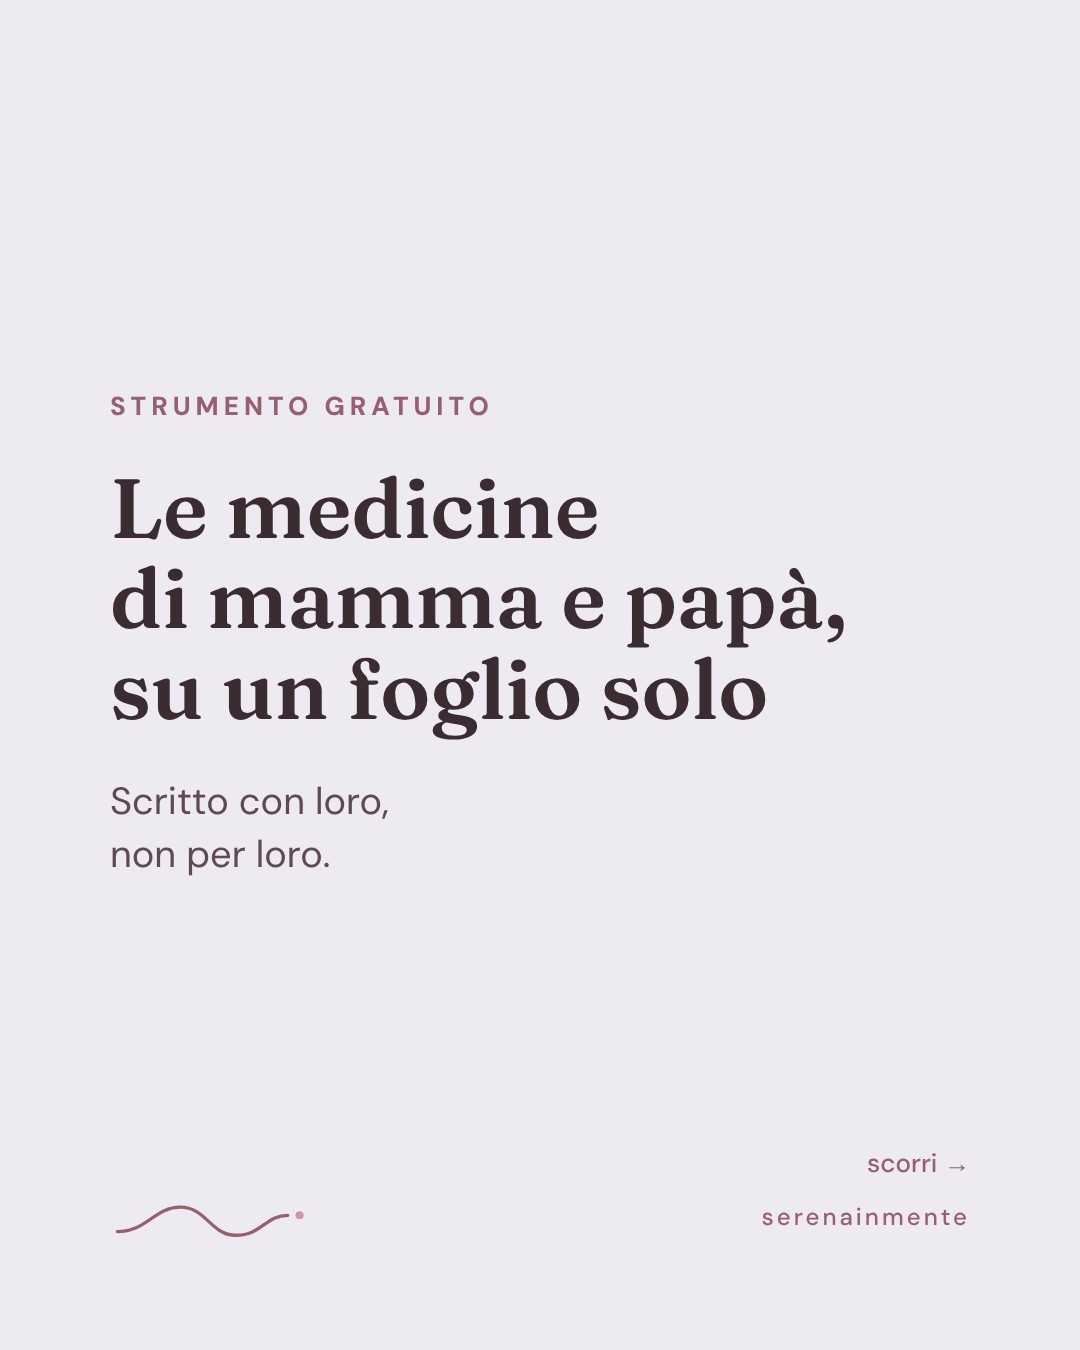 STRUMENTO GRATUITO
Le medicine
di mamma e papà,
su un foglio solo
Scritto con loro,
non per loro.
scorri →
serenainmente